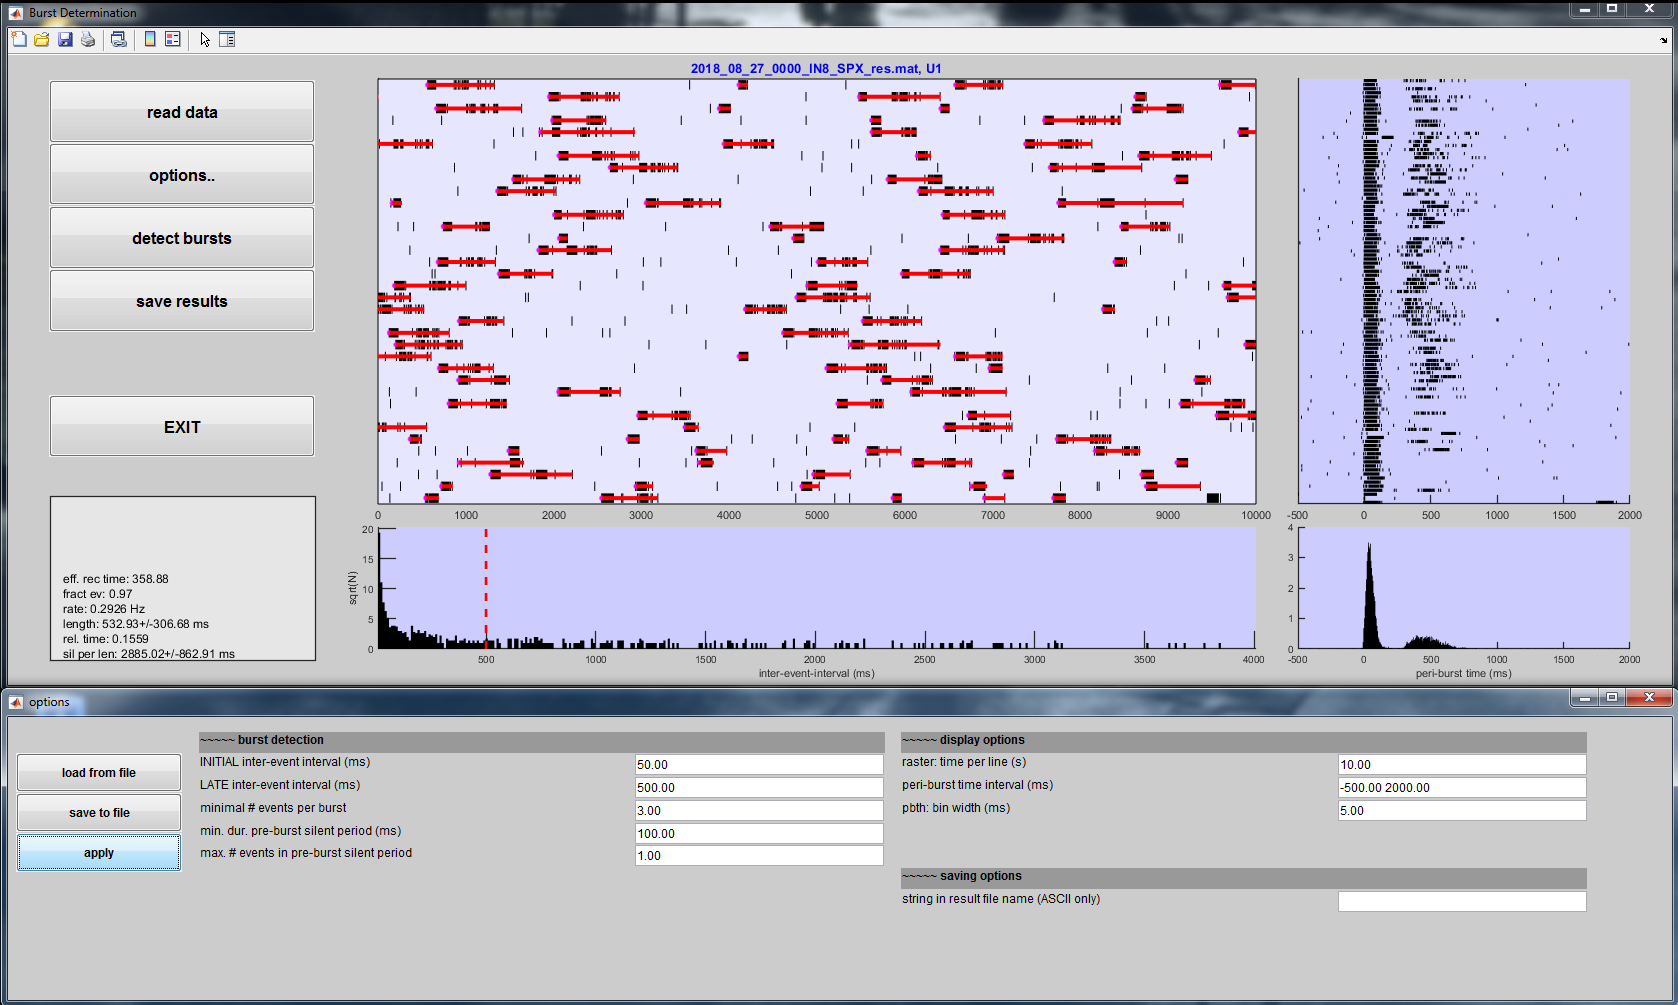 Burst Determination
2018_08_27_0000_IN8_SPX_res.mat, U1
read data
options..
detect bursts
save results
EXIT
eff. rec time: 358.88
fract ev: 0.97
rate: 0.2926 Hz
length: 532.93+/-306.68 ms
rel. time: 0.1559
sil per len: 2885.02+/-862.91 ms
0 1000 2000 3000 4000 5000 6000 7000 8000 9000 10000
-500 0 500 1000 1500 2000
20
15
10
5
0
sqrt(N)
500 1000 1500 2000 2500 3000 3500 4000
inter-event-interval (ms)
4
3
2
1
0
-500 0 500 1000 1500 2000
peri-burst time (ms)
options
load from file
save to file
apply
~~~~~ burst detection
INITIAL inter-event interval (ms) 50.00
LATE inter-event interval (ms) 500.00
minimal # events per burst 3.00
min. dur. pre-burst silent period (ms) 100.00
max. # events in pre-burst silent period 1.00
~~~~~ display options
raster: time per line (s) 10.00
peri-burst time interval (ms) -500.00 2000.00
pbth: bin width (ms) 5.00
~~~~~ saving options
string in result file name (ASCII only)